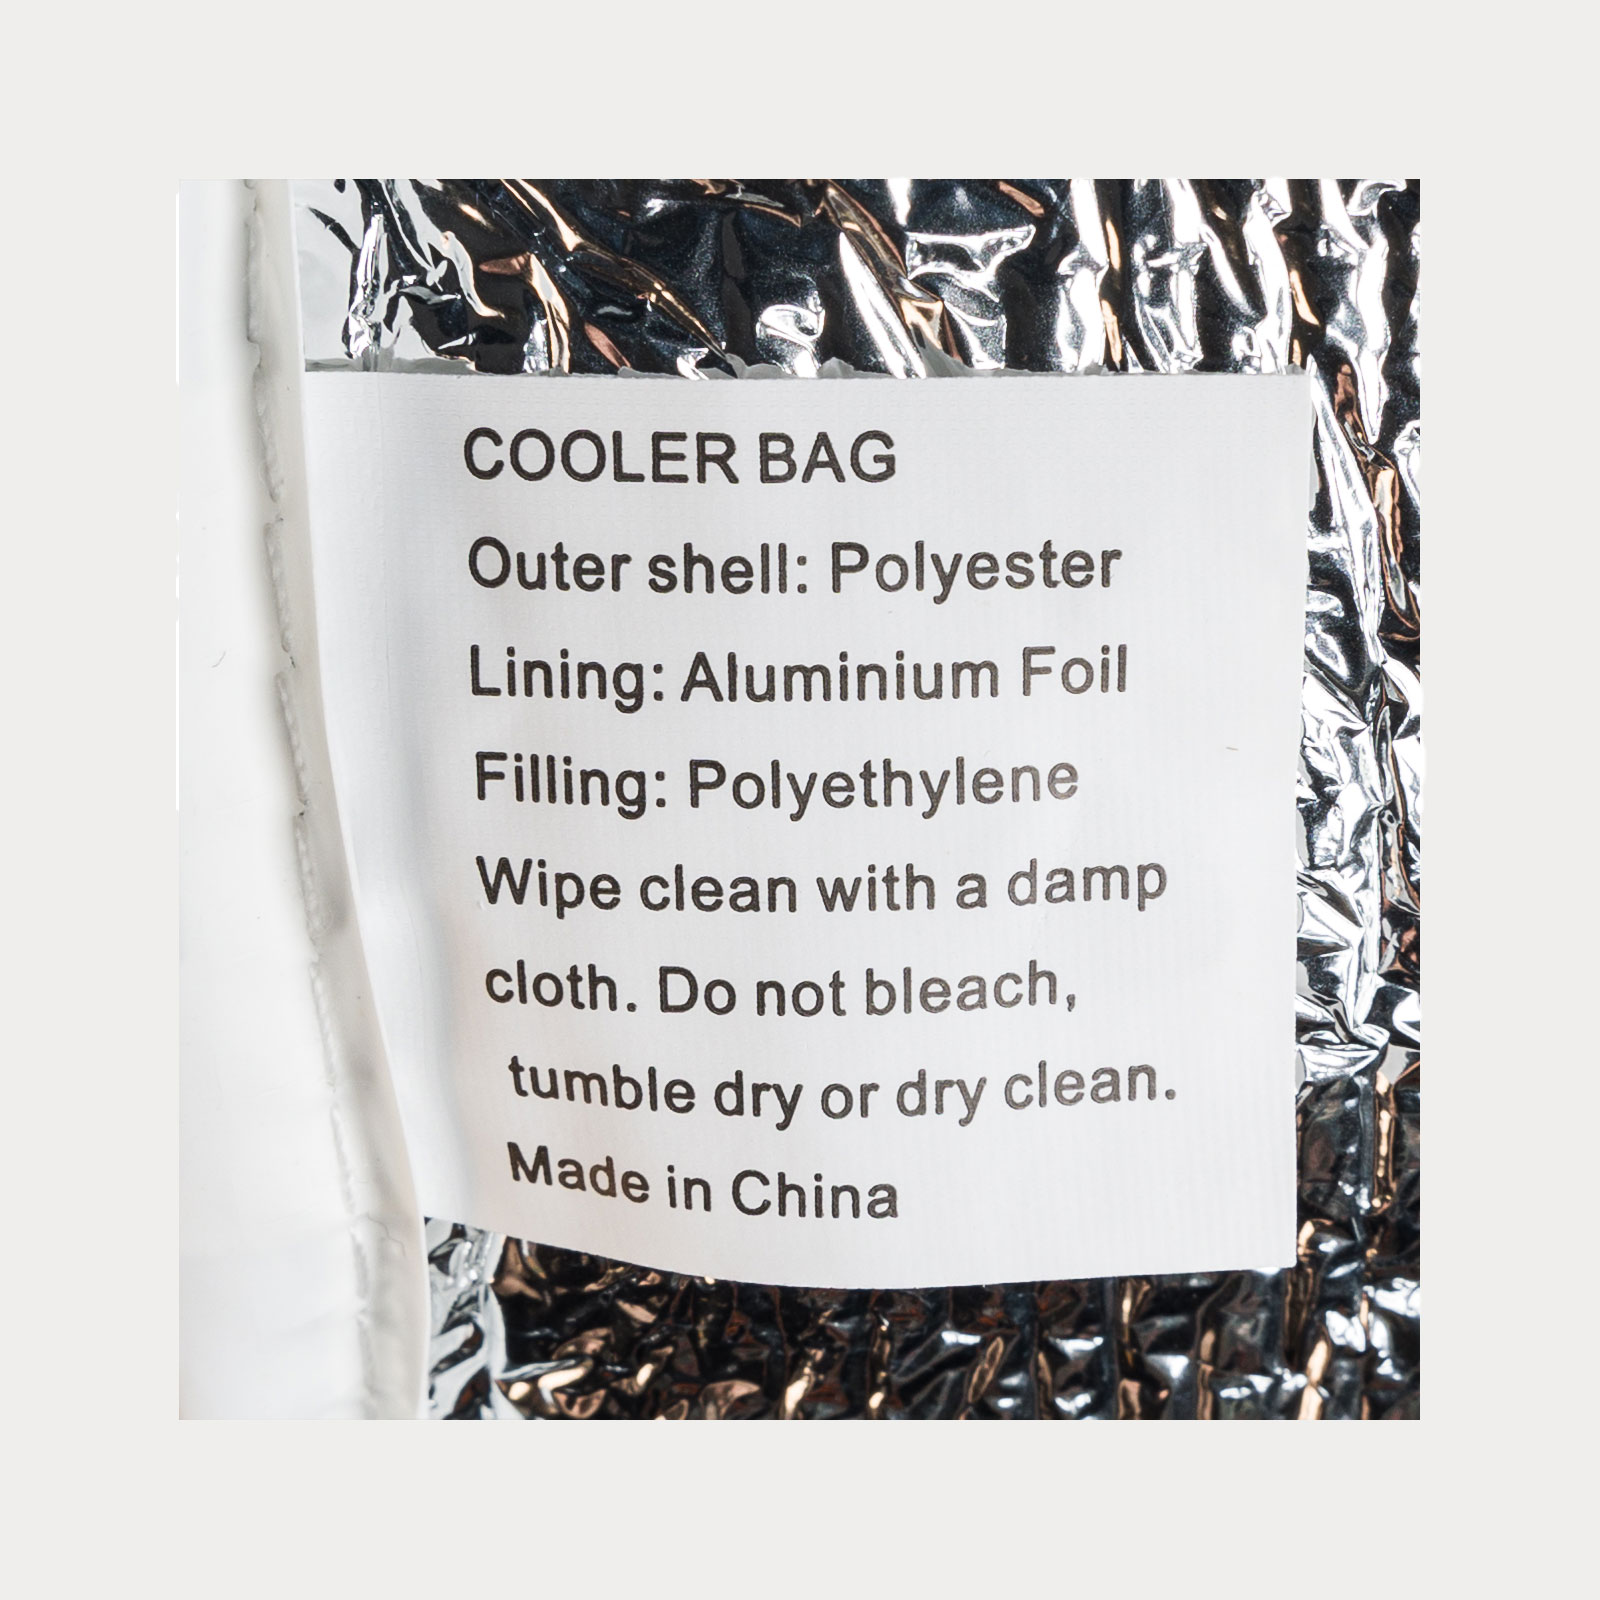 COOLER BAG
Outer shell: Polyester
Lining: Aluminium Foil
Filling: Polyethylene
Wipe clean with a damp
cloth. Do not bleach,
tumble dry or dry clean.
Made in China